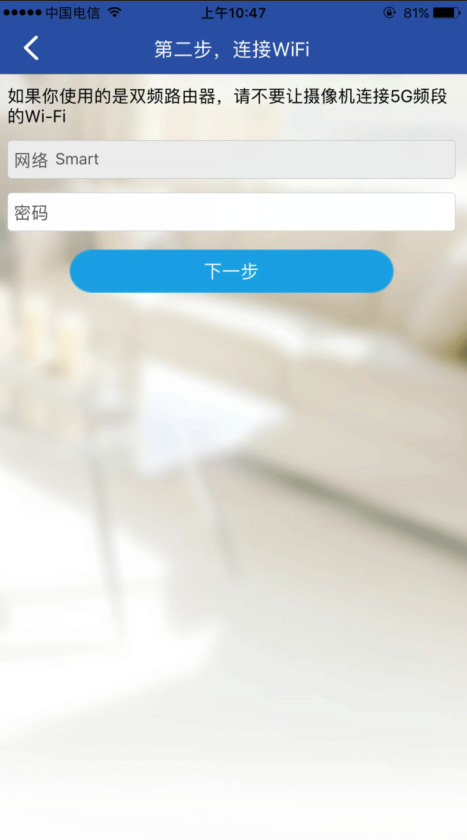 中国电信 上午10:47 81%
第二步，连接WiFi
如果你使用的是双频路由器，请不要让摄像机连接5G频段
的Wi-Fi
网络 Smart
密码
下一步